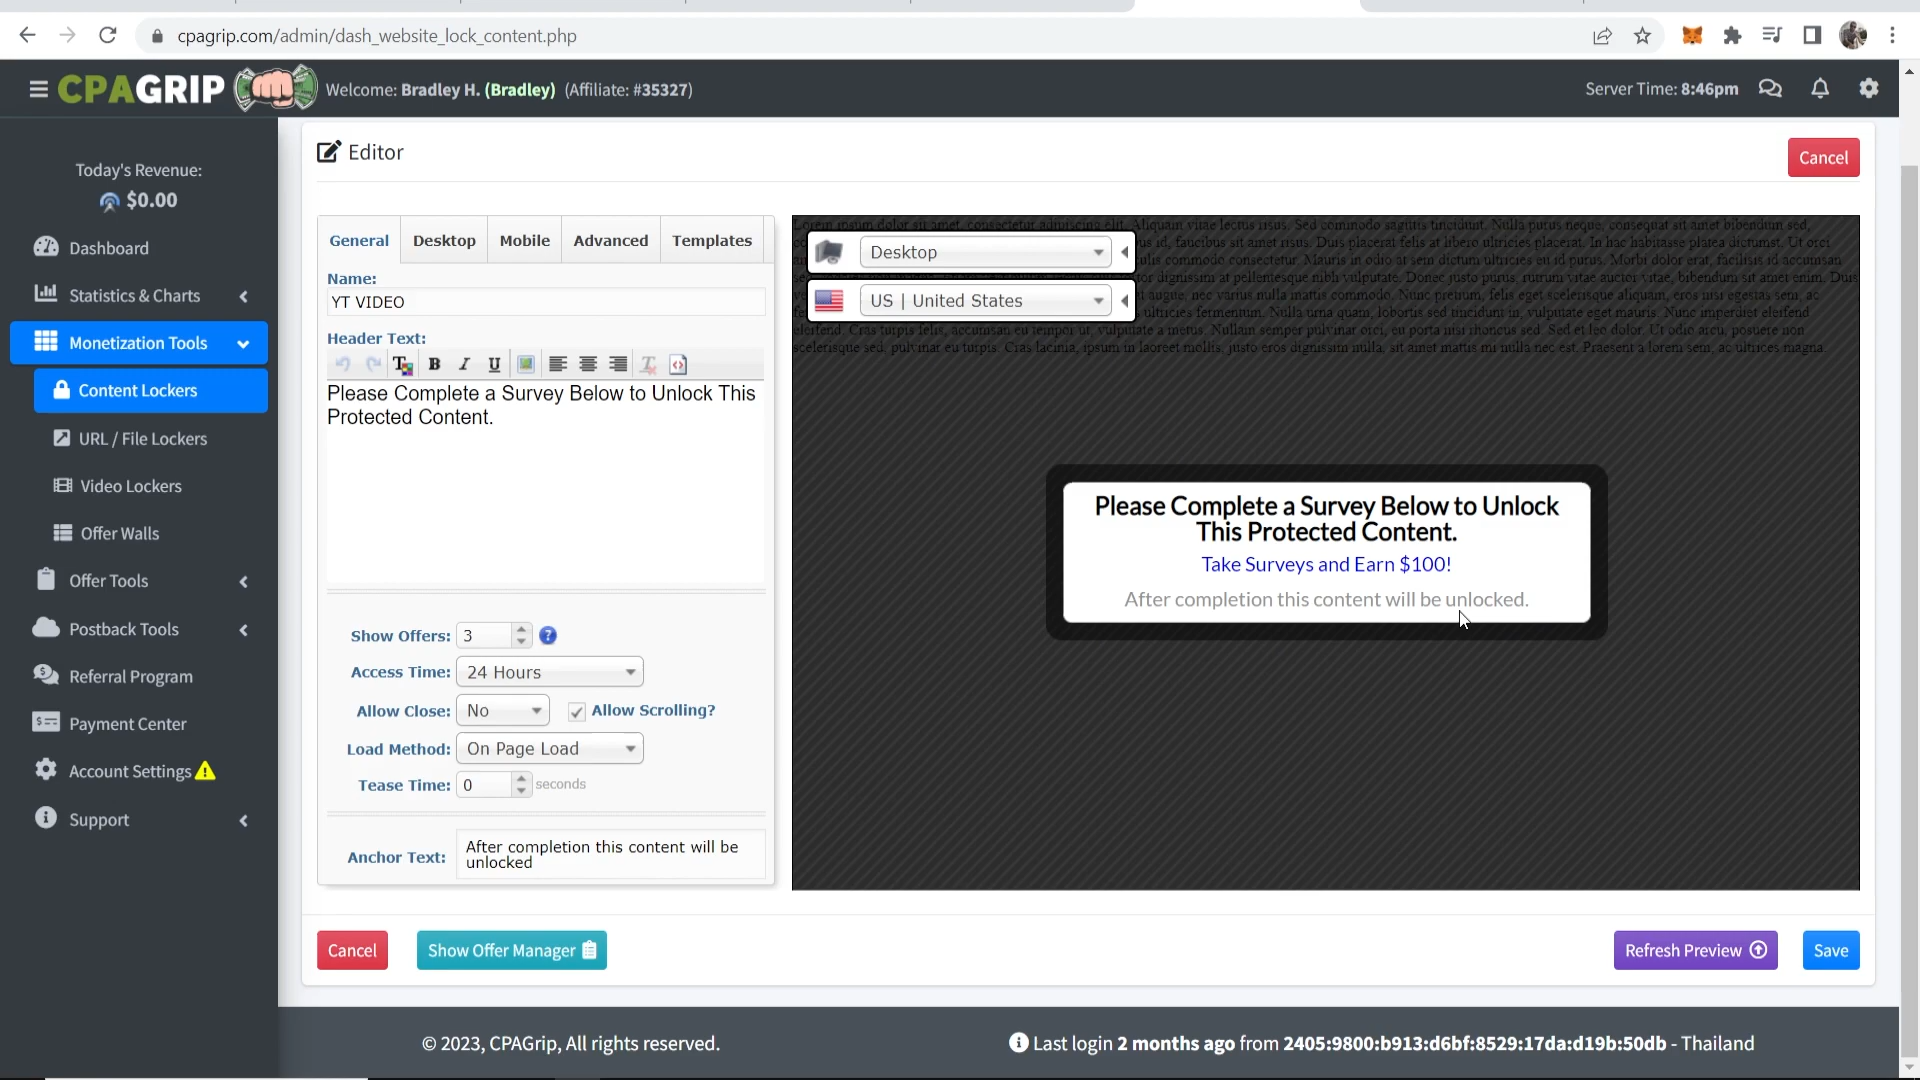 cpagrip.com/admin/dash_website_lock_content.php
CPAGRIP
Welcome: Bradley H. (Bradley) (Affiliate: #35327)
Server Time: 8:46pm
Today's Revenue:
$0.00
Dashboard
Statistics & Charts
Monetization Tools
Content Lockers
URL / File Lockers
Video Lockers
Offer Walls
Offer Tools
Postback Tools
Referral Program
Payment Center
Account Settings
Support
Editor
Cancel
General
Desktop
Mobile
Advanced
Templates
Name:
YT VIDEO
Header Text:
Please Complete a Survey Below to Unlock This
Protected Content.
Show Offers: 3
Access Time: 24 Hours
Allow Close: No
Allow Scrolling?
Load Method: On Page Load
Tease Time: 0 seconds
Anchor Text: After completion this content will be
unlocked
Desktop
US | United States
Please Complete a Survey Below to Unlock
This Protected Content.
Take Surveys and Earn $100!
After completion this content will be unlocked.
Cancel
Show Offer Manager
Refresh Preview
Save
© 2023, CPAGrip, All rights reserved.
Last login 2 months ago from 2405:9800:b913:d6bf:8529:17da:d19b:50db - Thailand